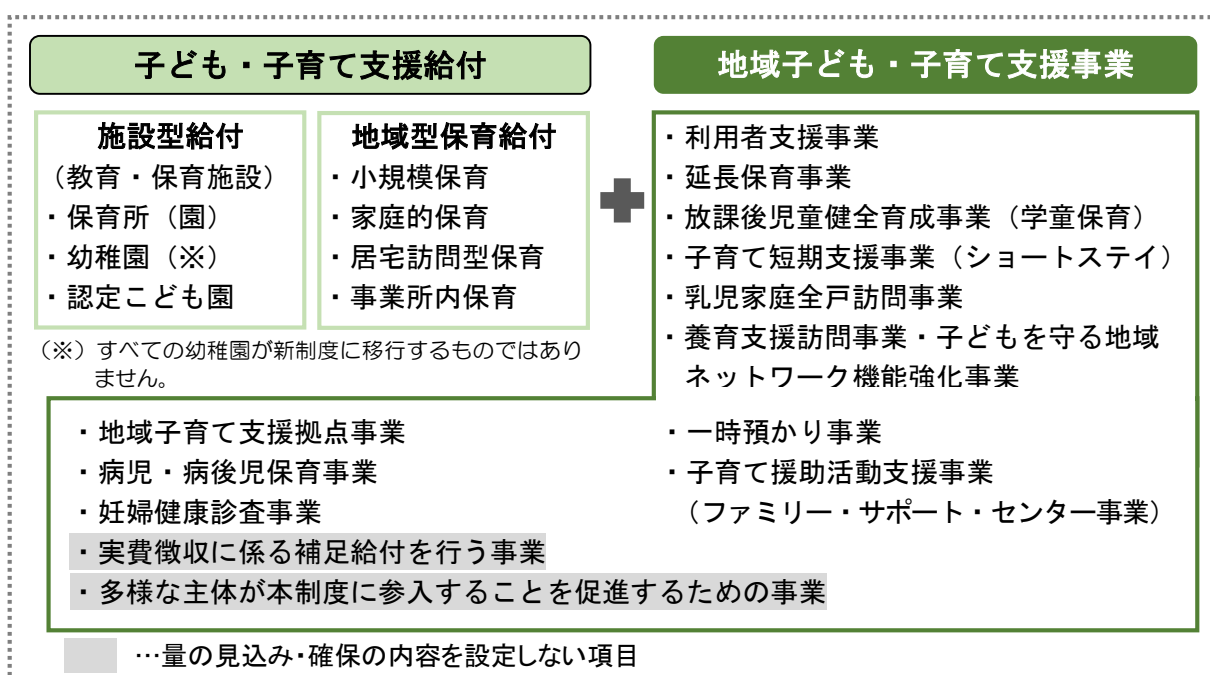 子ども・子育て支援給付
施設型給付
（教育・保育施設）
・保育所（園）
・幼稚園（※）
・認定こども園
地域型保育給付
・小規模保育
・家庭的保育
・居宅訪問型保育
・事業所内保育
（※）すべての幼稚園が新制度に移行するものではあり
ません。
地域子ども・子育て支援事業
・利用者支援事業
・延長保育事業
・放課後児童健全育成事業（学童保育）
・子育て短期支援事業（ショートステイ）
・乳児家庭全戸訪問事業
・養育支援訪問事業・子どもを守る地域
ネットワーク機能強化事業
・地域子育て支援拠点事業
・病児・病後児保育事業
・妊婦健康診査事業
・実費徴収に係る補足給付を行う事業
・多様な主体が本制度に参入することを促進するための事業
・一時預かり事業
・子育て援助活動支援事業
（ファミリー・サポート・センター事業）
…量の見込み・確保の内容を設定しない項目